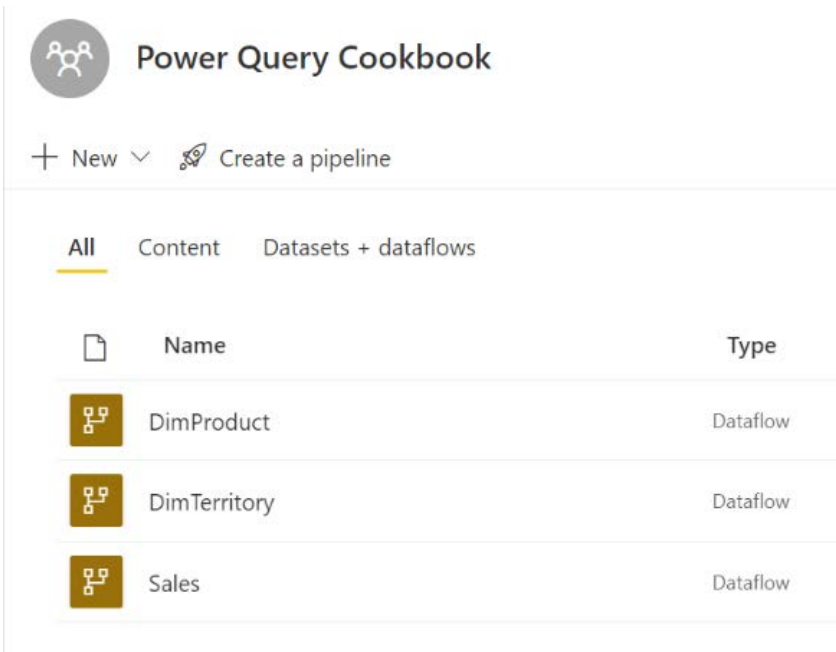 Power Query Cookbook
New Create a pipeline
All Content Datasets + dataflows
Name Type
DimProduct Dataflow
DimTerritory Dataflow
Sales Dataflow